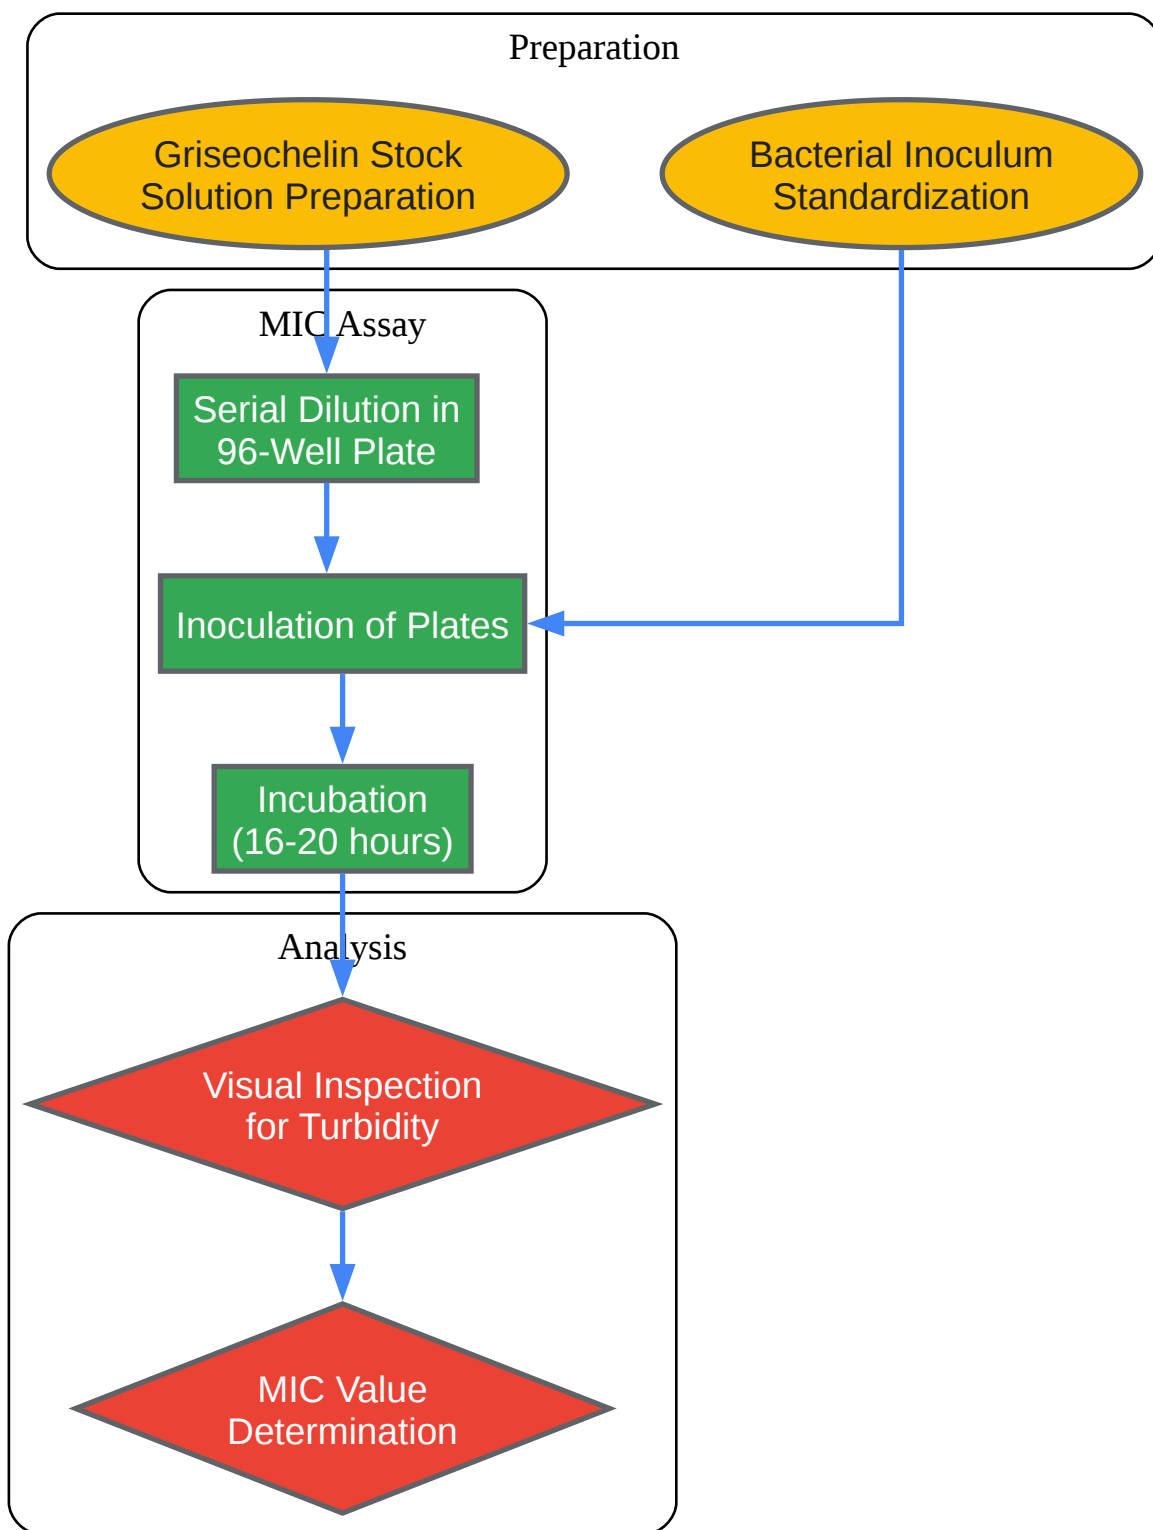 Preparation
Griseochelin Stock
Solution Preparation
Bacterial Inoculum
Standardization
MIC Assay
Serial Dilution in
96-Well Plate
Inoculation of Plates
Incubation
(16-20 hours)
Analysis
Visual Inspection
for Turbidity
MIC Value
Determination